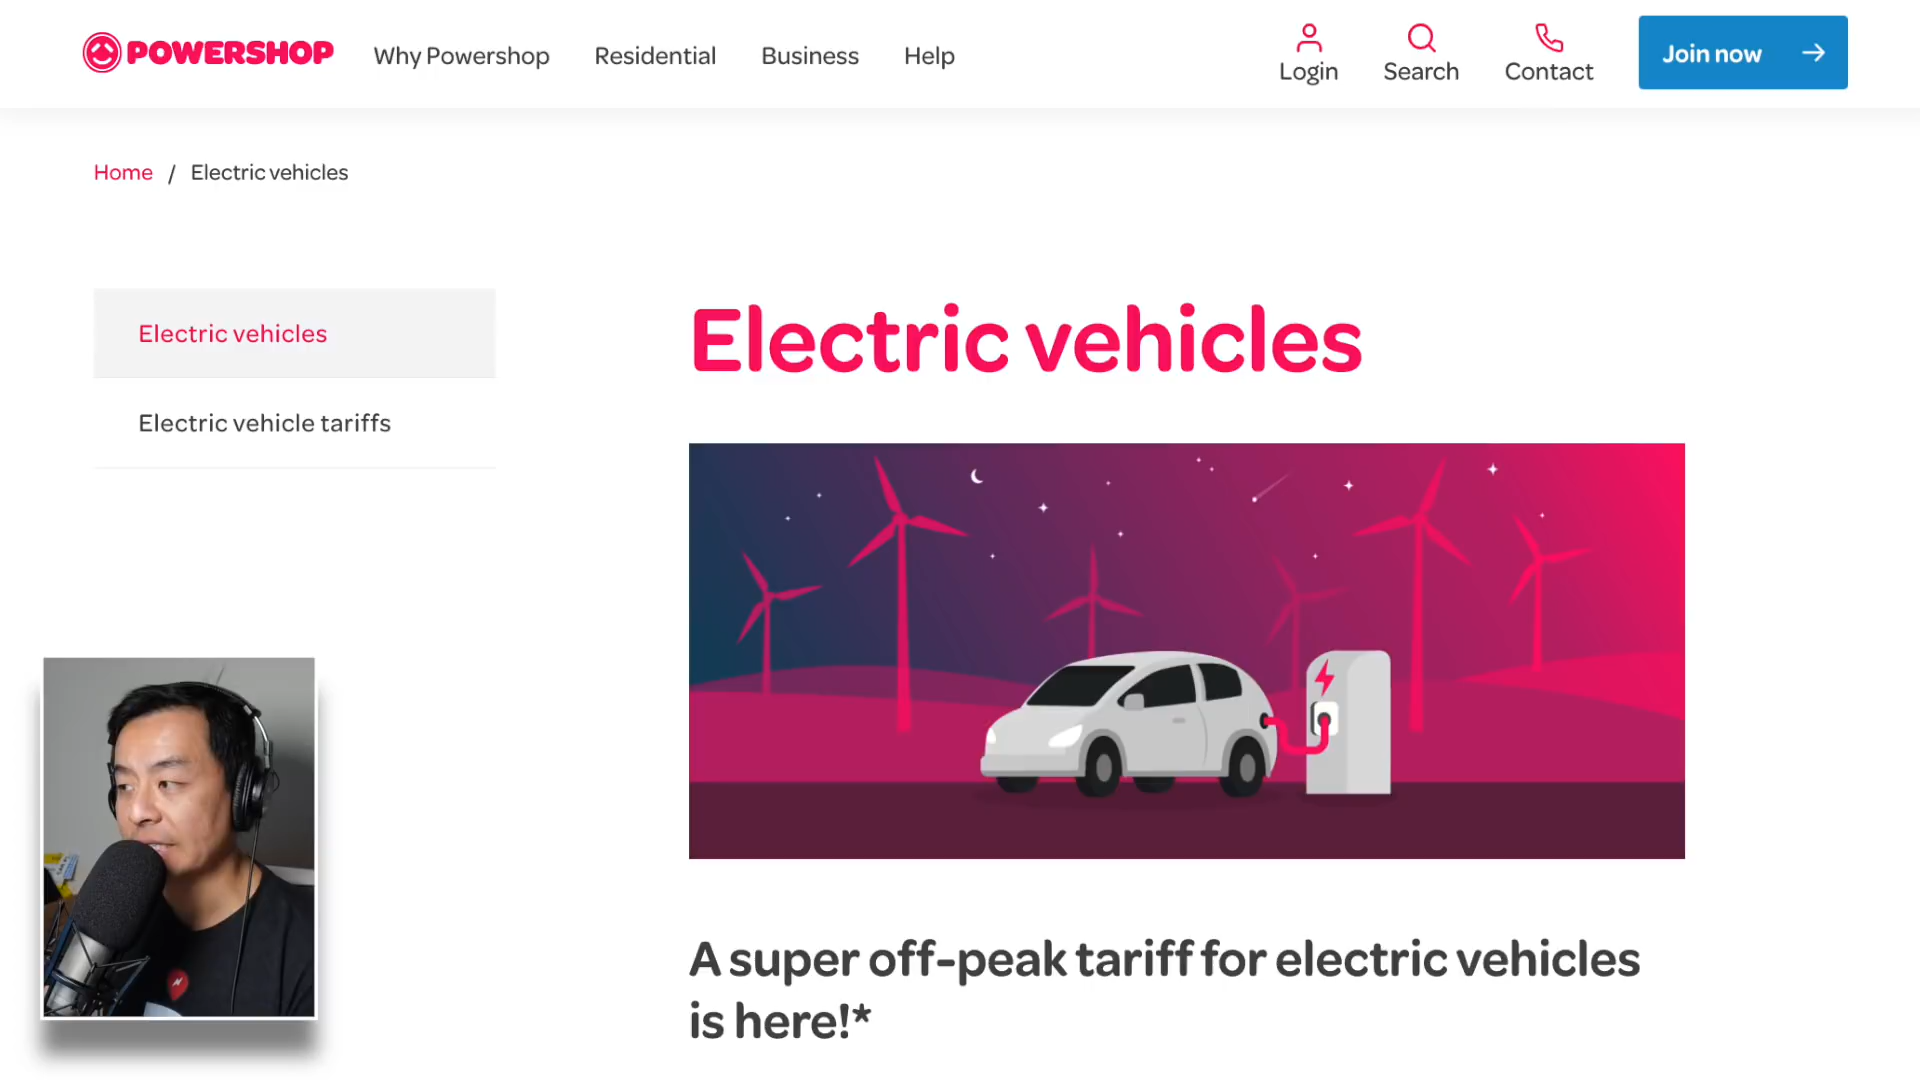 POWERSHOP
Why Powershop
Residential
Business
Help
Login
Search
Contact
Join now
Home / Electric vehicles
Electric vehicles
Electric vehicle tariffs
Electric vehicles
A super off-peak tariff for electric vehicles
is here!*